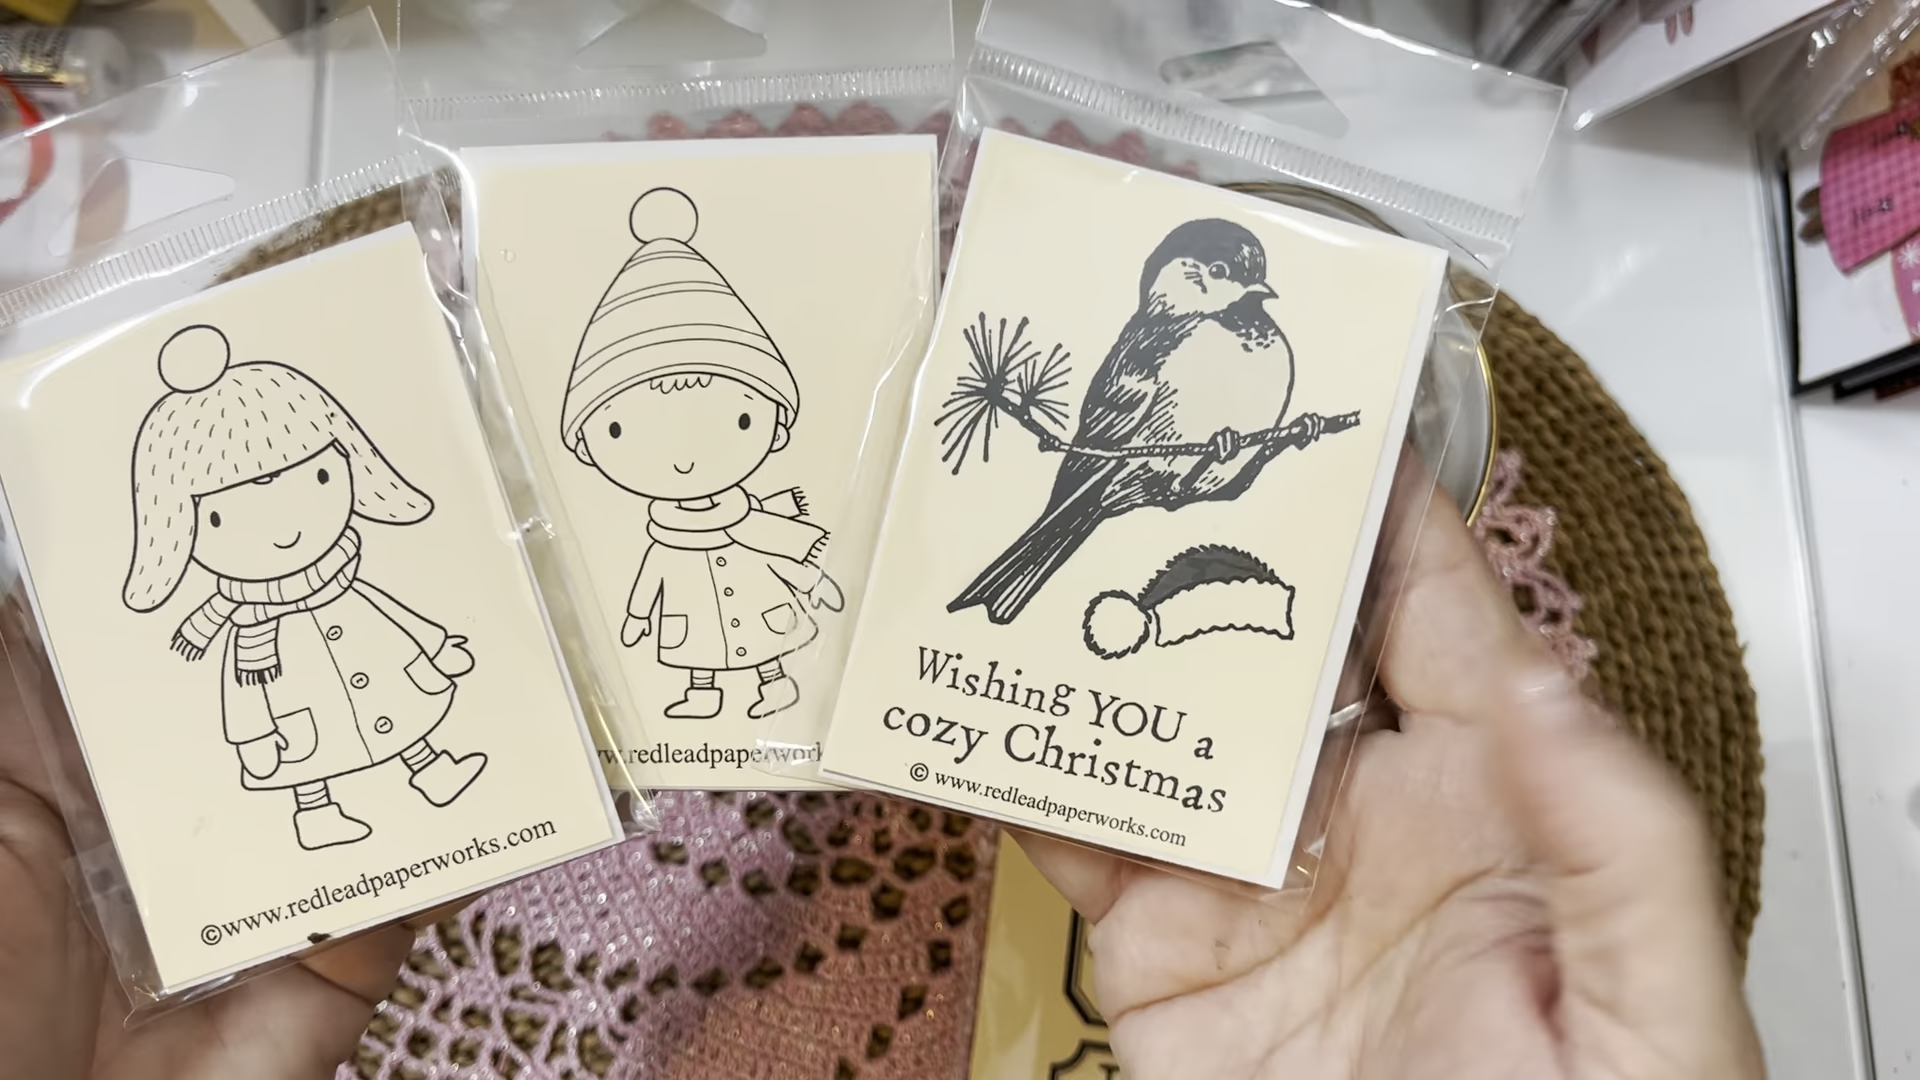 ©www.redleadpaperworks.com
www.redleadpaperwork
Wishing YOU a
cozy Christmas
© www.redleadpaperworks.com